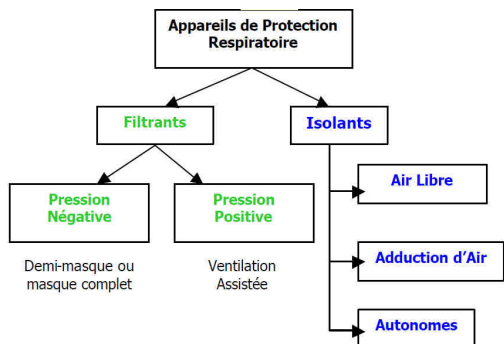 Appareils de Protection
Respiratoire
Filtrants
Isolants
Pression
Négative
Pression
Positive
Air Libre
Demi-masque ou
masque complet
Ventilation
Assistée
Adduction d'Air
Autonomes